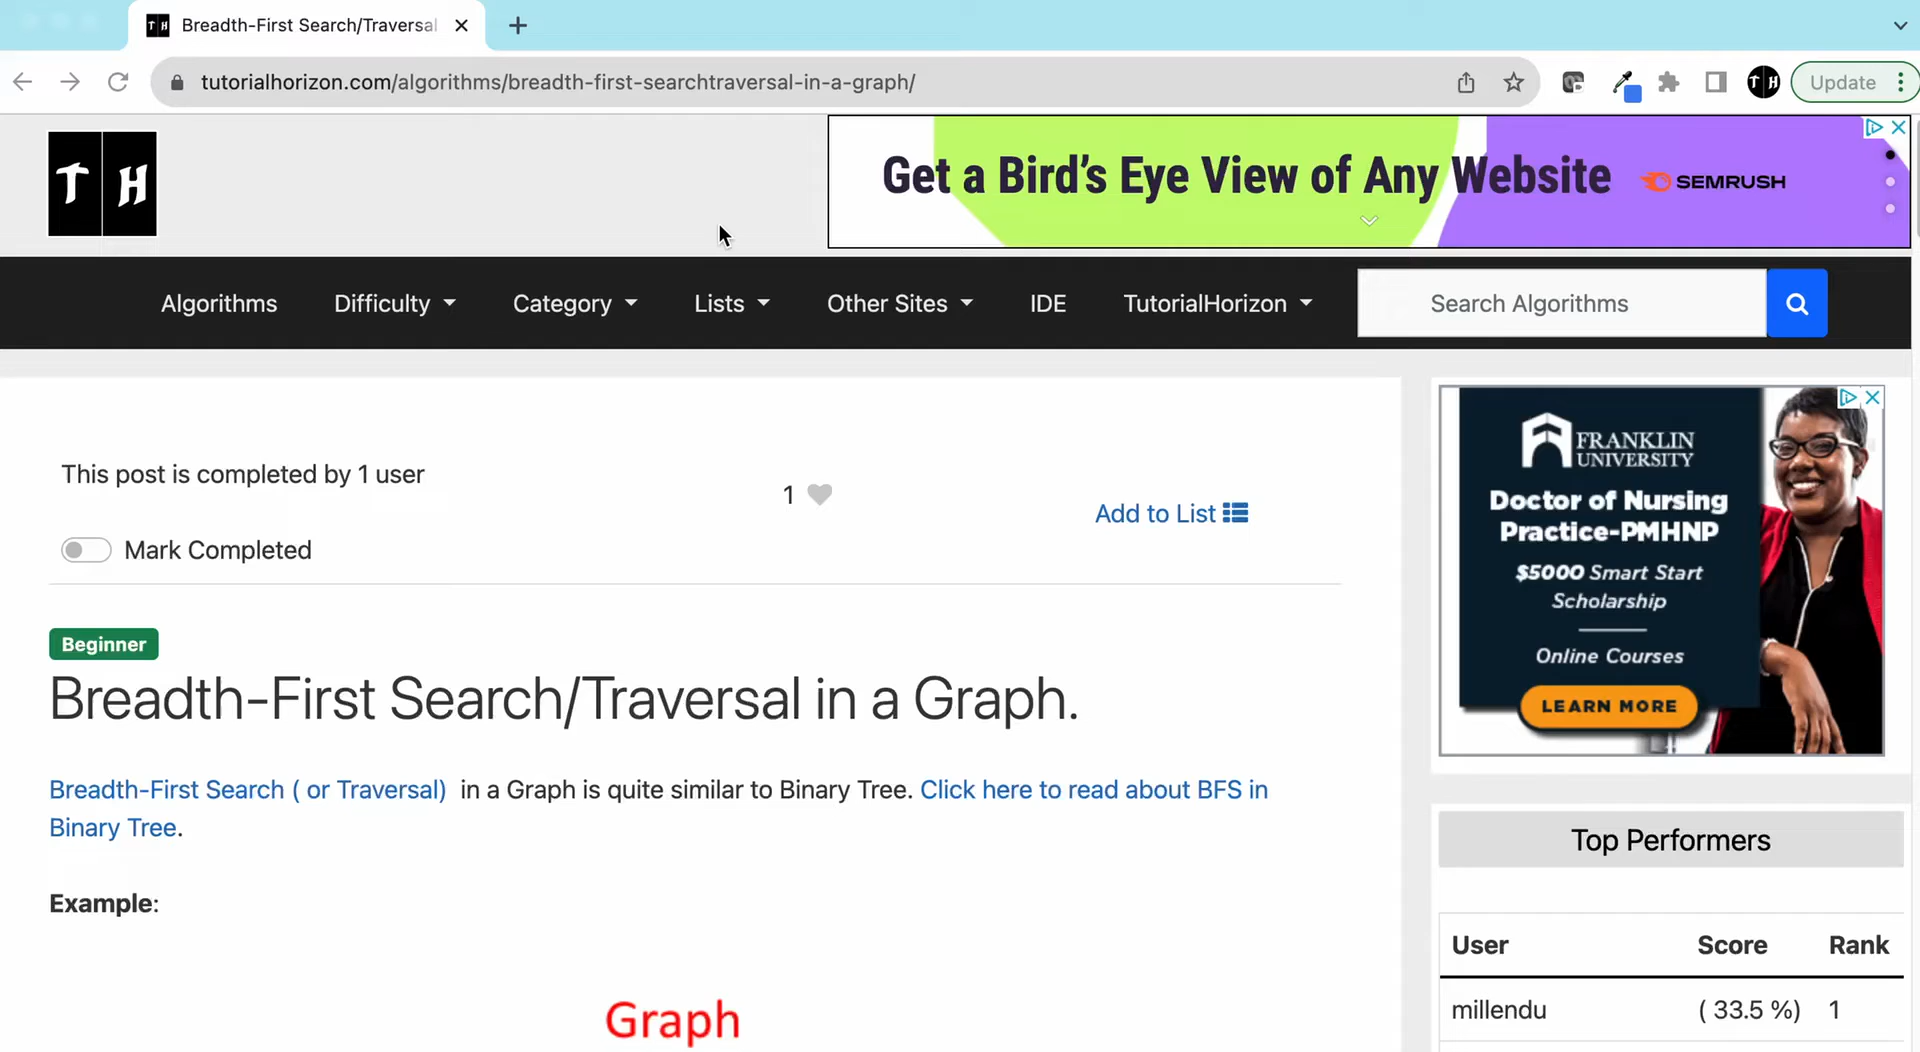 TH Breadth-First Search/Traversal
tutorialhorizon.com/algorithms/breadth-first-searchtraversal-in-a-graph/
TH
Update
T H
Get a Bird's Eye View of Any Website
SEMRUSH
Algorithms
Difficulty
Category
Lists
Other Sites
IDE
TutorialHorizon
Search Algorithms
This post is completed by 1 user
1
Add to List
Mark Completed
Beginner
Breadth-First Search/Traversal in a Graph.
Breadth-First Search ( or Traversal) in a Graph is quite similar to Binary Tree. Click here to read about BFS in
Binary Tree.
Example:
Graph
FRANKLIN
UNIVERSITY
Doctor of Nursing
Practice-PMHNP
$5000 Smart Start
Scholarship
Online Courses
LEARN MORE
Top Performers
User Score Rank
millendu ( 33.5 %) 1